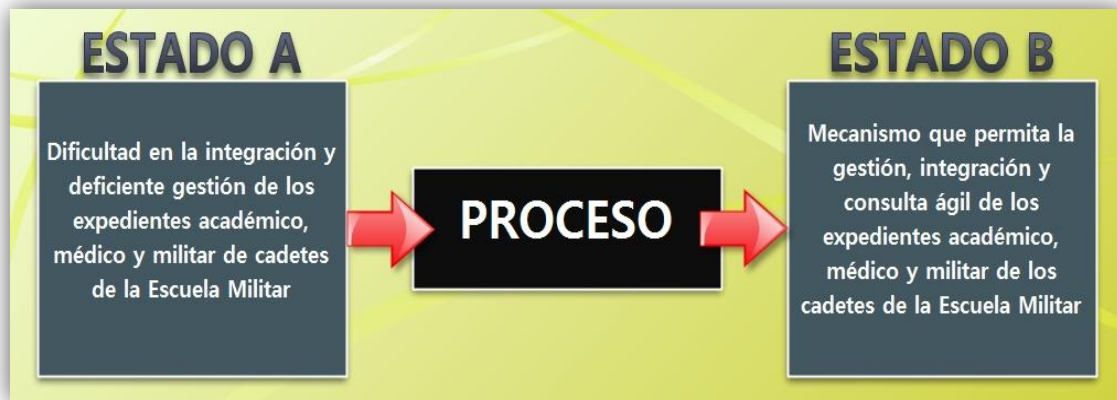 ESTADO A
Dificultad en la integración y
deficiente gestión de los
expedientes académico,
médico y militar de cadetes
de la Escuela Militar
PROCESO
ESTADO B
Mecanismo que permita la
gestión, integración y
consulta ágil de los
expedientes académico,
médico y militar de los
cadetes de la Escuela Militar